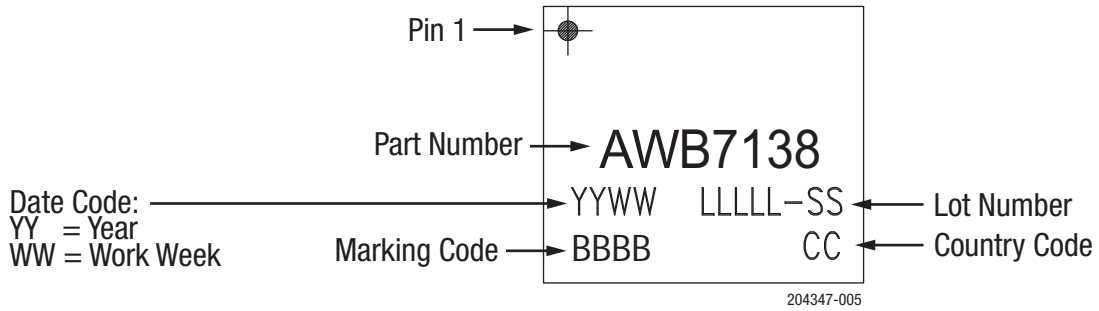 Pin 1
Part Number
AWB7138
Date Code:
YY = Year
WW = Work Week
YYWW LLLLL-SS
Lot Number
Marking Code
BBBB CC
Country Code
204347-005